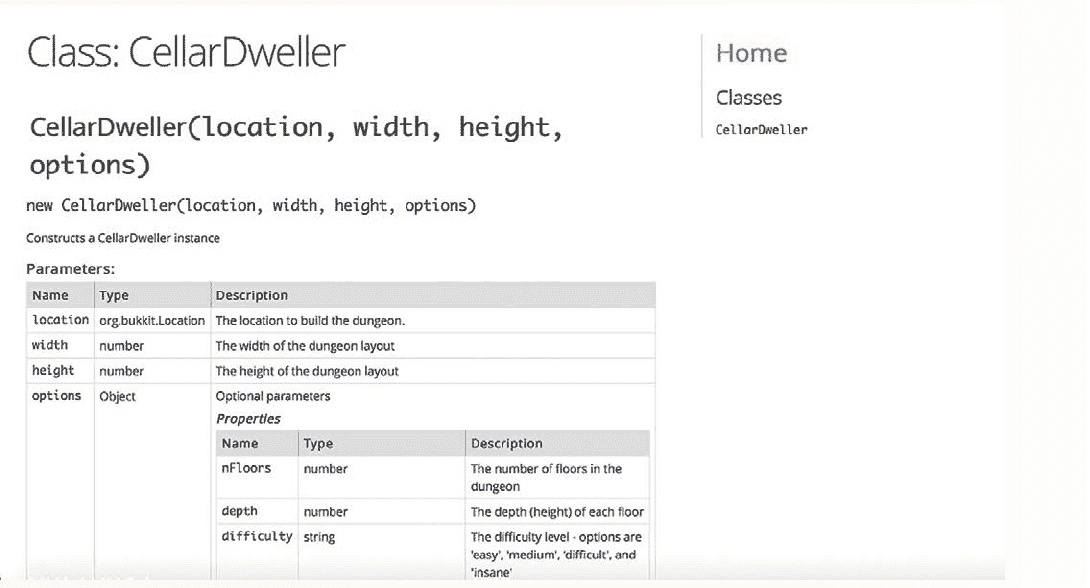 Class: CellarDweller
CellarDweller(location, width, height,
options)
new CellarDweller(location, width, height, options)
Constructs a CellarDweller instance
Parameters:
Name Type Description
location org.bukkit.Location The location to build the dungeon.
width number The width of the dungeon layout
height number The height of the dungeon layout
options Object Optional parameters
Properties
Name Type Description
nFloors number The number of floors in the
dungeon
depth number The depth (height) of each floor
difficulty string The difficulty level - options are
'easy', 'medium', 'difficult', and
'insane'
Home
Classes
CellarDweller